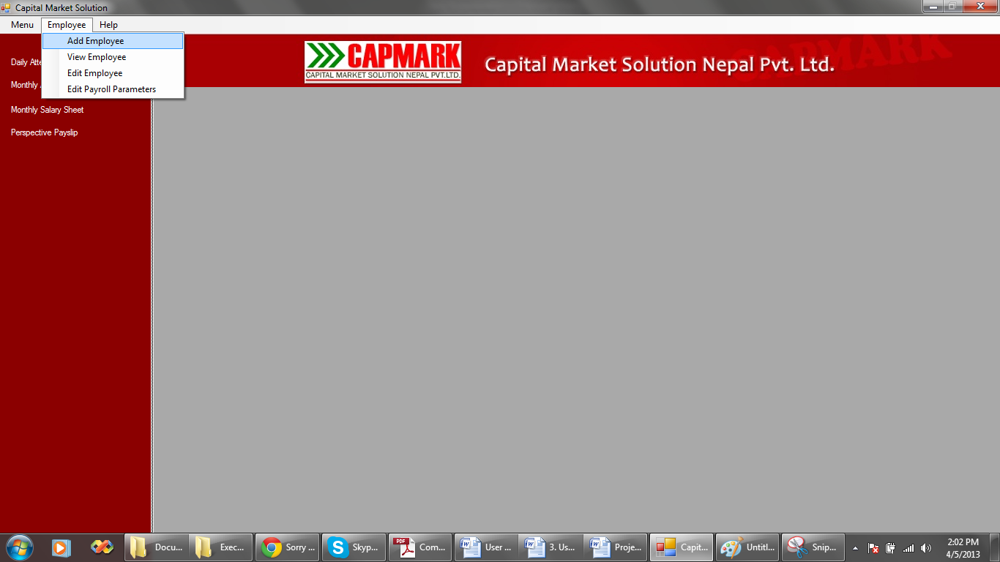 Capital Market Solution
Menu Employee Help
Add Employee
View Employee
Edit Employee
Edit Payroll Parameters
Daily Atte
Monthly
Monthly Salary Sheet
Perspective Payslip
CAPMARK
CAPITAL MARKET SOLUTION NEPAL PVT.LTD.
Capital Market Solution Nepal Pvt. Ltd.
CAPMARK
Docu... Exec... Sorry ... Skyp... PDF Com... User ... 3. Us... Proje... Capit... Untitl... Snip...
2:02 PM
4/5/2013